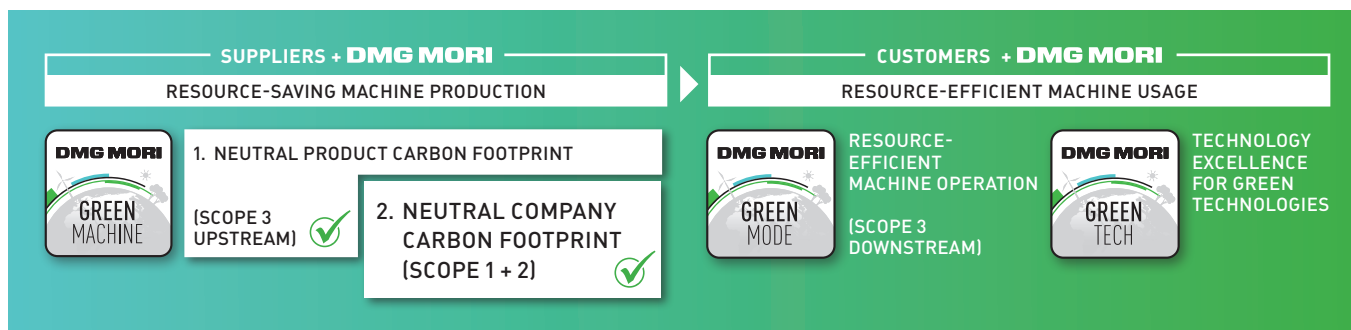 SUPPLIERS + DMG MORI
RESOURCE-SAVING MACHINE PRODUCTION
DMG MORI
GREEN
MACHINE
1. NEUTRAL PRODUCT CARBON FOOTPRINT
(SCOPE 3
UPSTREAM)
2. NEUTRAL COMPANY
CARBON FOOTPRINT
(SCOPE 1 + 2)
CUSTOMERS + DMG MORI
RESOURCE-EFFICIENT MACHINE USAGE
DMG MORI
GREEN
MODE
RESOURCE-
EFFICIENT
MACHINE OPERATION
(SCOPE 3
DOWNSTREAM)
DMG MORI
GREEN
TECH
TECHNOLOGY
EXCELLENCE
FOR GREEN
TECHNOLOGIES